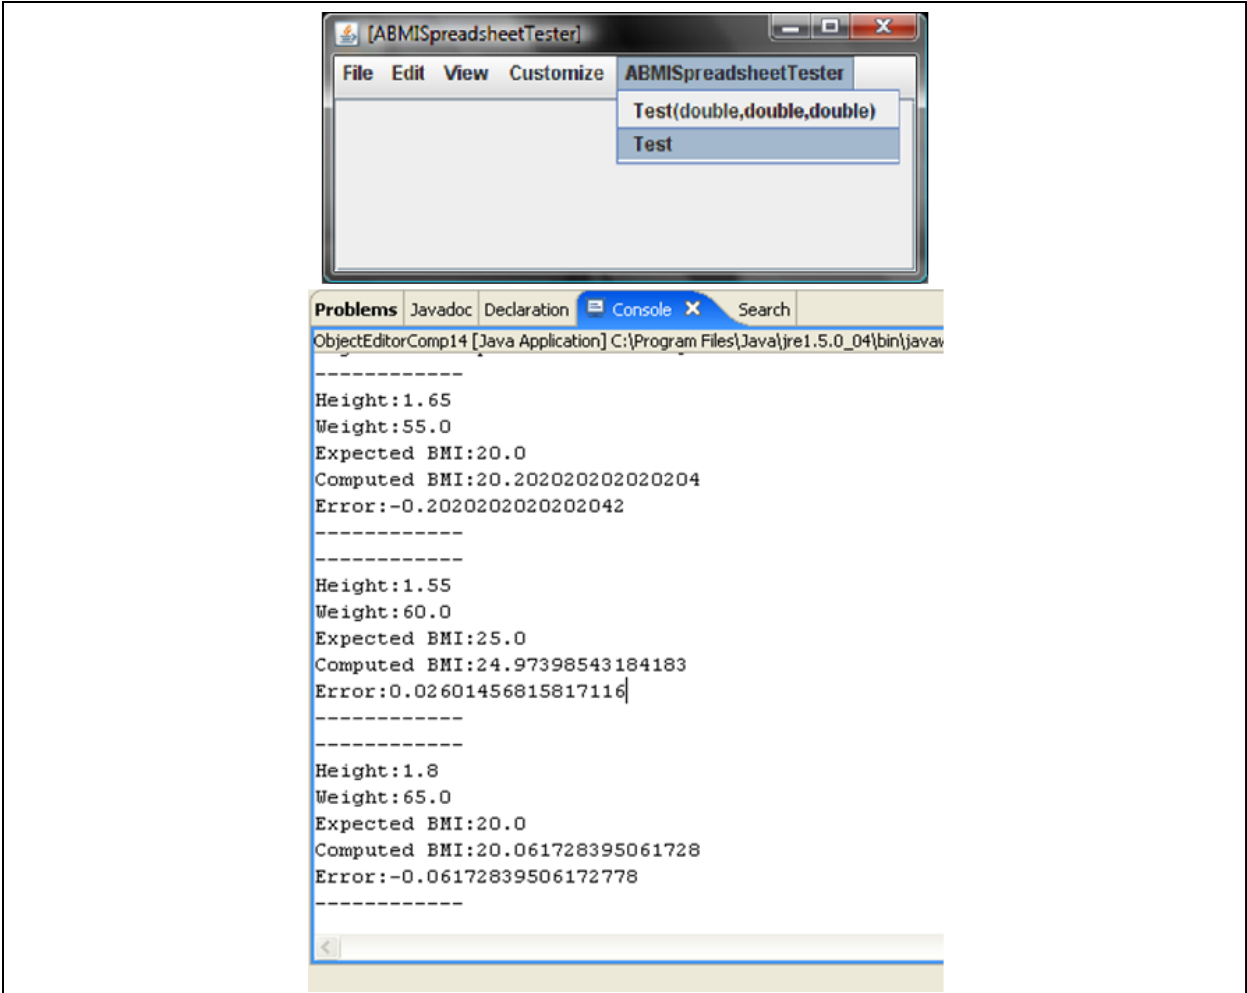 [ABMISpreadsheetTester]
File Edit View Customize ABMISpreadsheetTester
Test(double,double,double)
Test
Problems Javadoc Declaration Console Search
ObjectEditorComp14 [Java Application] C:\Program Files\Java\jre1.5.0_04\bin\javaw
------------
Height:1.65
Weight:55.0
Expected BMI:20.0
Computed BMI:20.202020202020204
Error:-0.2020202020202042
------------
------------
Height:1.55
Weight:60.0
Expected BMI:25.0
Computed BMI:24.97398543184183
Error:0.02601456815817116
------------
------------
Height:1.8
Weight:65.0
Expected BMI:20.0
Computed BMI:20.061728395061728
Error:-0.06172839506172778
------------